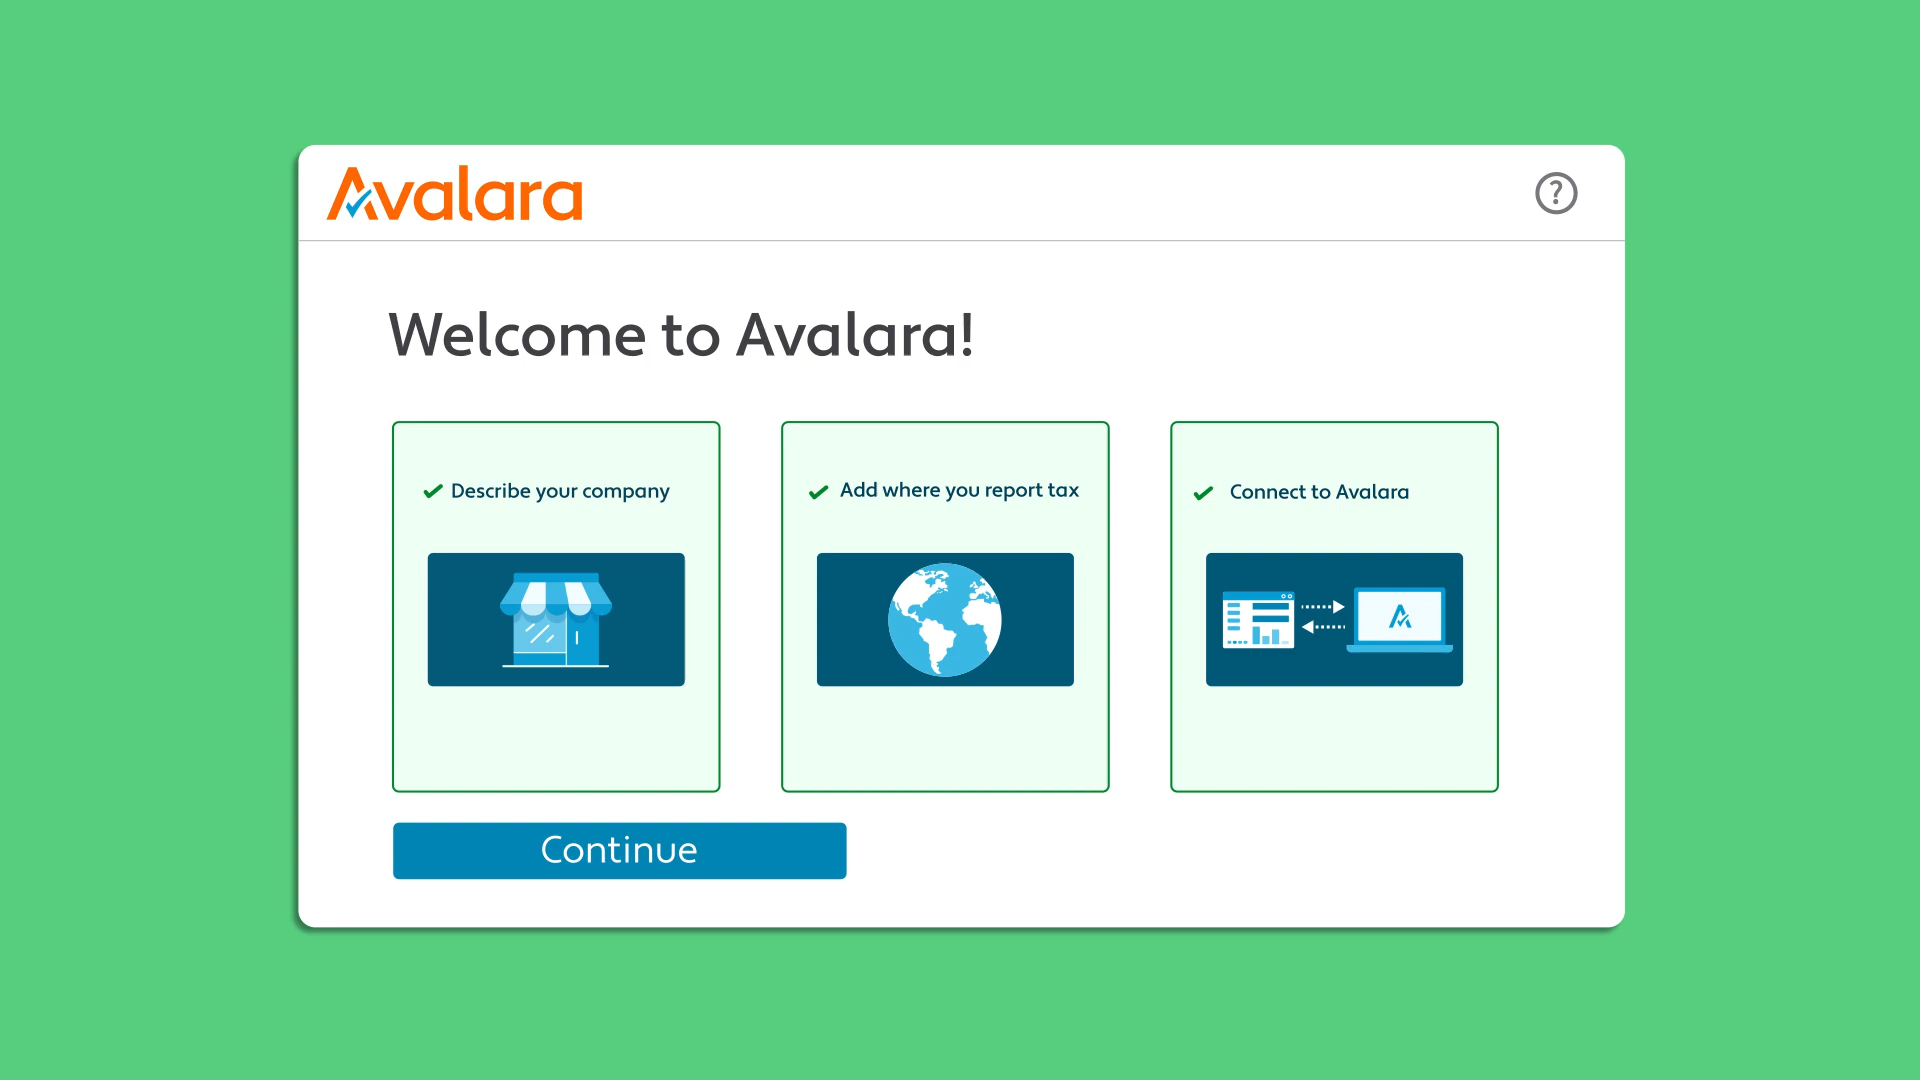 Avalara
?
Welcome to Avalara!
Describe your company
Add where you report tax
Connect to Avalara
Continue